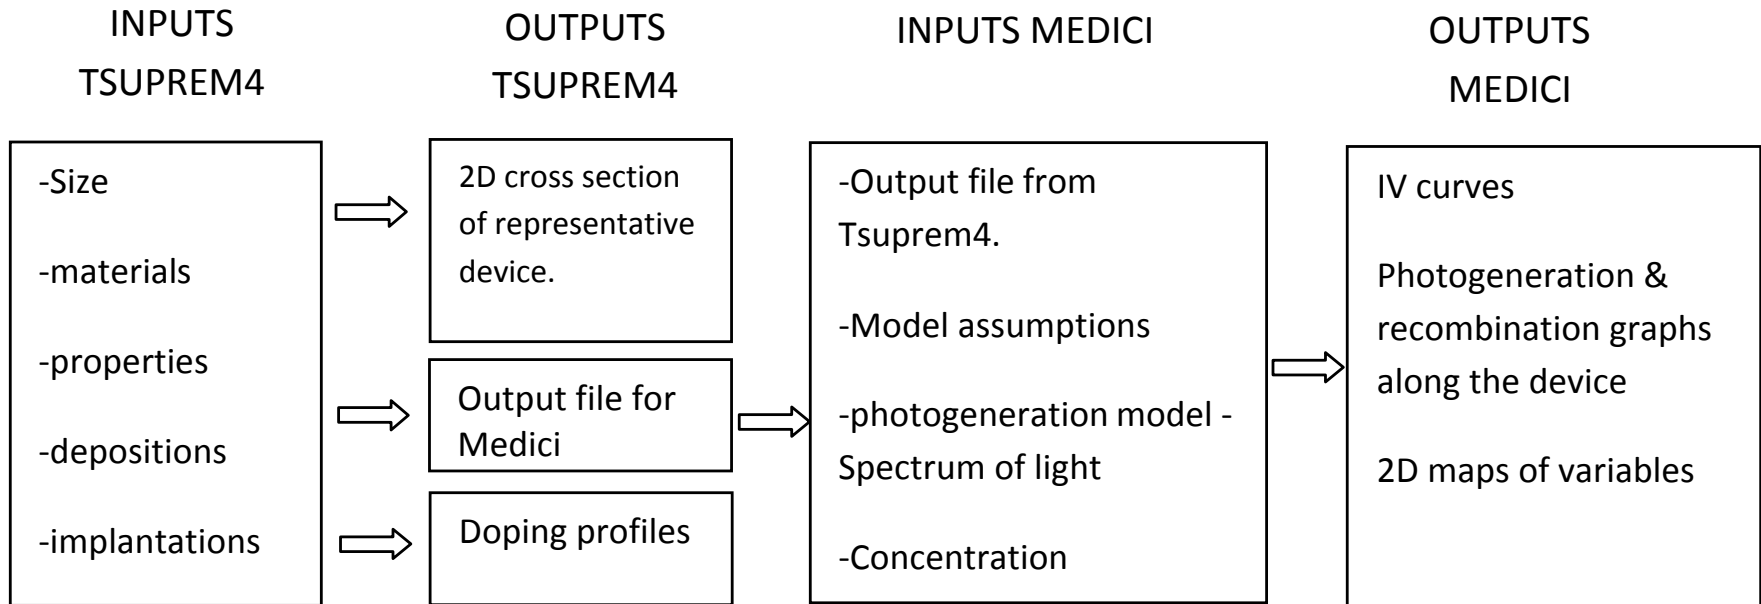 INPUTS
TSUPREM4
OUTPUTS
TSUPREM4
INPUTS MEDICI
OUTPUTS
MEDICI
-Size
-materials
-properties
-depositions
-implantations
2D cross section
of representative
device.
Output file for
Medici
Doping profiles
-Output file from
Tsuprem4.
-Model assumptions
-photogeneration model -
Spectrum of light
-Concentration
IV curves
Photogeneration &
recombination graphs
along the device
2D maps of variables